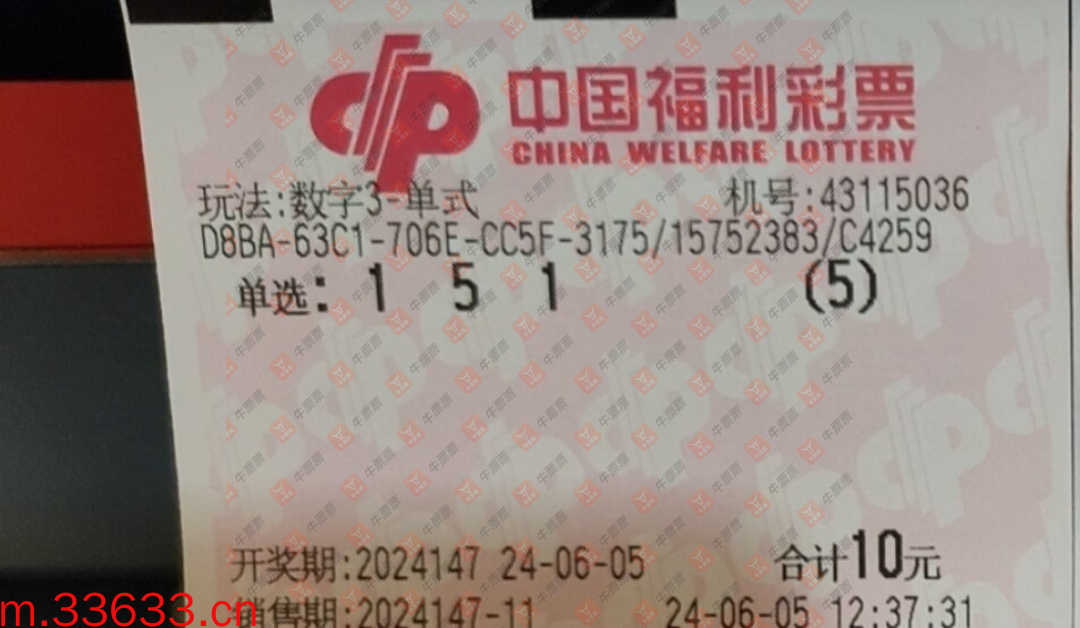 中国福利彩票
CHINA WELFARE LOTTERY
玩法:数字3-单式 机号:43115036
D8BA-63C1-706E-CC5F-3175/15752383/C4259
单选: 1 5 1 (5)
开奖期:2024147 24-06-05 合计10元
销售期:2024147-11 24-06-05 12:37:31
m.33633.cn